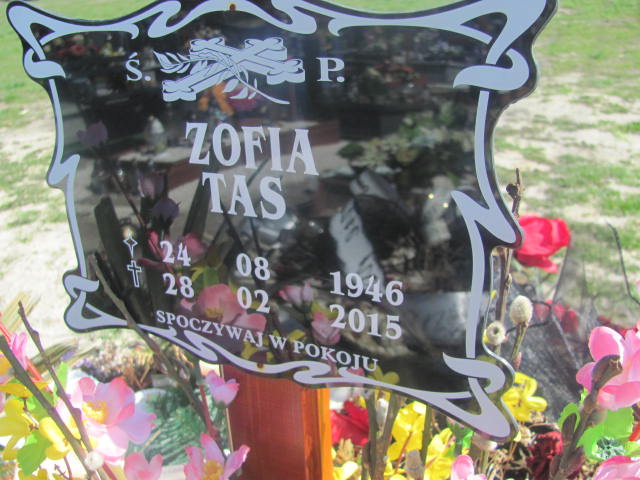 Ś. P.
ZOFIA
TAS
24 08 1946
28 02 2015
SPOCZYWAJ W POKOJU